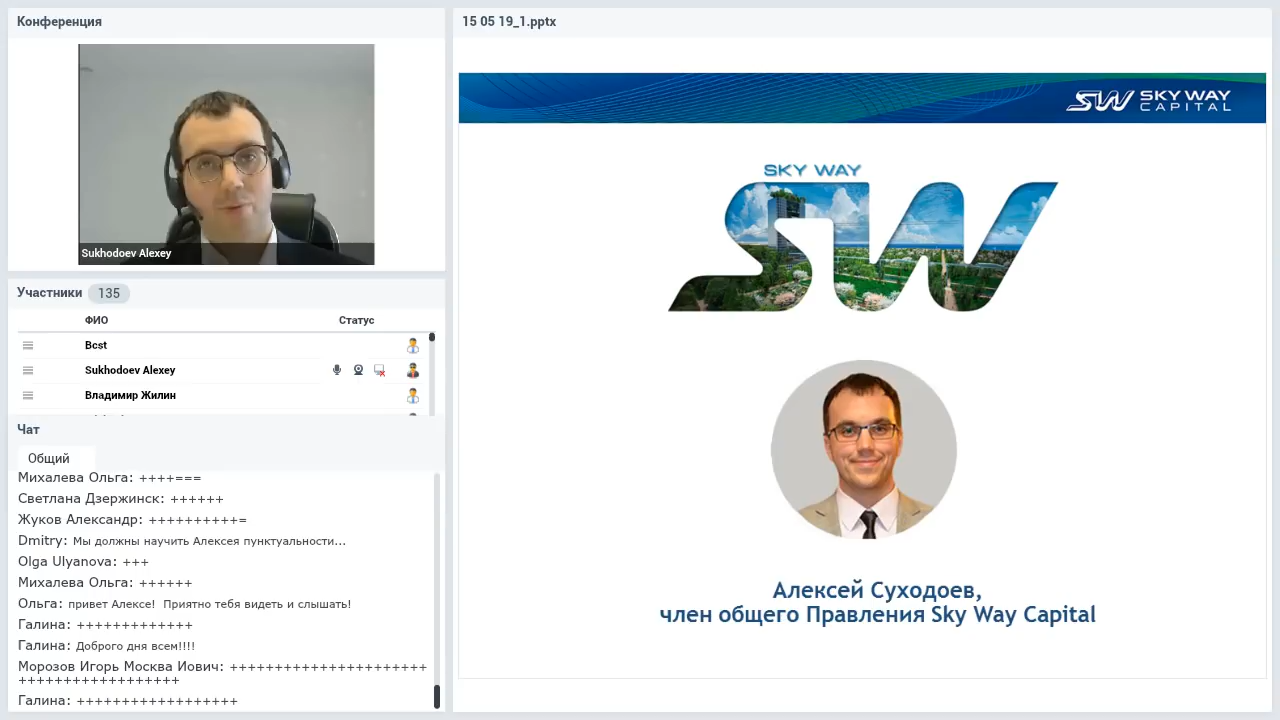 Конференция
Sukhodoev Alexey
Участники 135
ФИО Статус
Bcst
Sukhodoev Alexey
Владимир Жилин
Чат
Общий
Михалева Ольга: ++++===
Светлана Дзержинск: ++++++
Жуков Александр: ++++++++++=
Dmitry: Мы должны научить Алексея пунктуальности...
Olga Ulyanova: +++
Михалева Ольга: ++++++
Ольга: привет Алексе! Приятно тебя видеть и слышать!
Галина: +++++++++++++
Галина: Доброго дня всем!!!!
Морозов Игорь Москва Иович: ++++++++++++++++++++++
++++++++++++++++++
Галина: ++++++++++++++++++
15 05 19_1.pptx
SW SKY WAY
CAPITAL
SKY WAY
SW
Алексей Суходоев,
член общего Правления Sky Way Capital